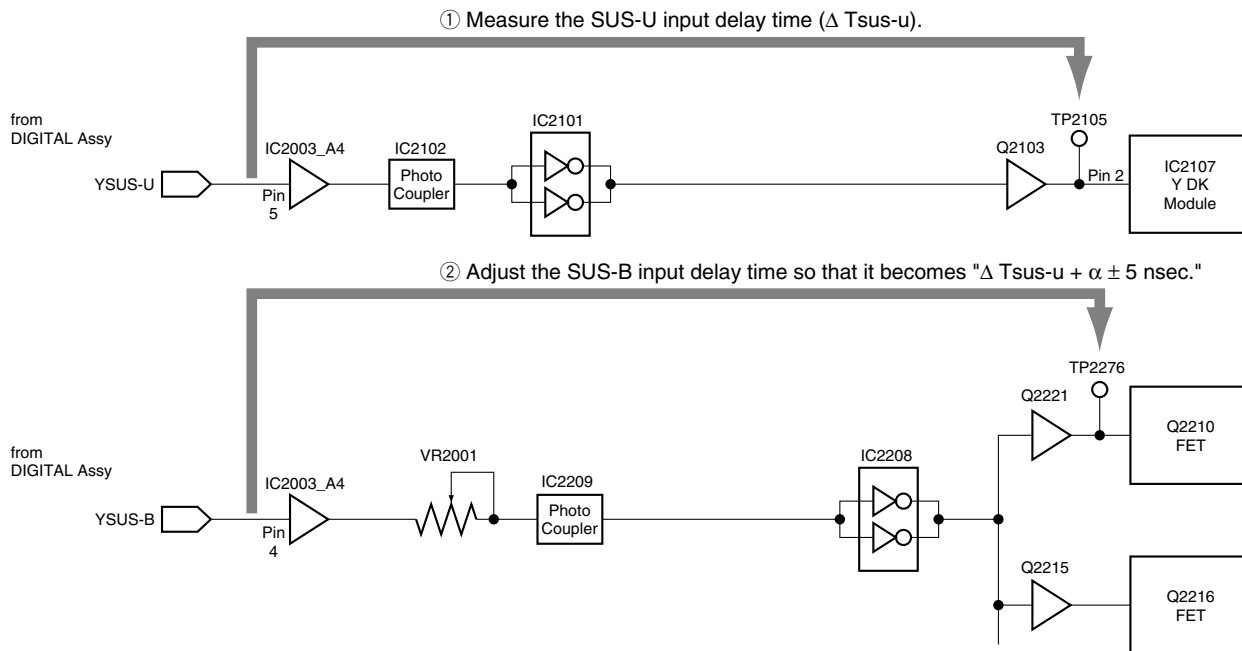 ① Measure the SUS-U input delay time (Δ Tsus-u).
from
DIGITAL Assy
YSUS-U
Pin
5
IC2003_A4
IC2102
Photo
Coupler
IC2101
Q2103
TP2105
Pin 2
IC2107
Y DK
Module
② Adjust the SUS-B input delay time so that it becomes "Δ Tsus-u + α ± 5 nsec."
from
DIGITAL Assy
YSUS-B
Pin
4
IC2003_A4
VR2001
IC2209
Photo
Coupler
IC2208
Q2221
TP2276
Q2210
FET
Q2215
Q2216
FET